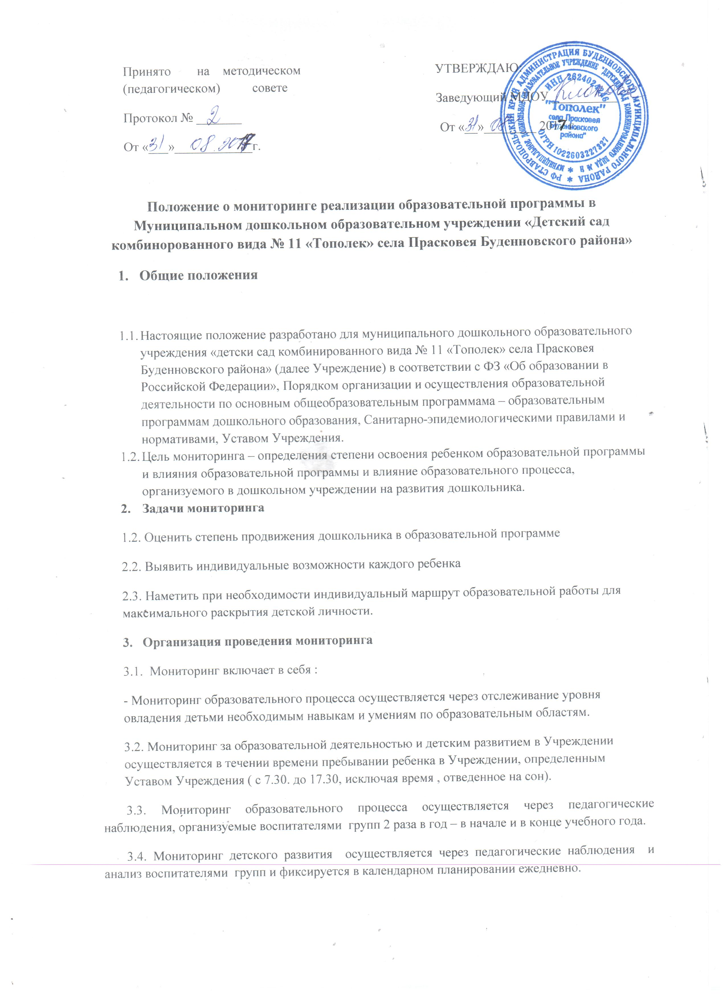 Принято на методическом
(педагогическом) совете
Протокол № 2
От «31» 08.2017г.
УТВЕРЖДАЮ:
Заведующий МДОУ
От «31» 08 2017 г.
РФ СТАВРОПОЛЬСКИЙ КРАЙ АДМИНИСТРАЦИЯ БУДЕННОВСКОГО МУНИЦИПАЛЬНОГО РАЙОНА
МУНИЦИПАЛЬНОЕ ДОШКОЛЬНОЕ ОБРАЗОВАТЕЛЬНОЕ УЧРЕЖДЕНИЕ "ДЕТСКИЙ САД КОМБИНИРОВАННОГО ВИДА № 11
ИНН
"Тополек"
села Прасковея
Буденновского
района"
ОГРН 1022603227327
Положение о мониторинге реализации образовательной программы в
Муниципальном дошкольном образовательном учреждении «Детский сад
комбинорованного вида № 11 «Тополек» села Прасковея Буденновского района»
1. Общие положения
1.1. Настоящие положение разработано для муниципального дошкольного образовательного
учреждения «детски сад комбинированного вида № 11 «Тополек» села Прасковея
Буденновского района» (далее Учреждение) в соответствии с ФЗ «Об образовании в
Российской Федерации», Порядком организации и осуществления образовательной
деятельности по основным общеобразовательным программама – образовательным
программам дошкольного образования, Санитарно-эпидемиологическими правилами и
нормативами, Уставом Учреждения.
1.2. Цель мониторинга – определения степени освоения ребенком образовательной программы
и влияния образовательной программы и влияние образовательного процесса,
организуемого в дошкольном учреждении на развития дошкольника.
2. Задачи мониторинга
1.2. Оценить степень продвижения дошкольника в образовательной программе
2.2. Выявить индивидуальные возможности каждого ребенка
2.3. Наметить при необходимости индивидуальный маршрут образовательной работы для
максимального раскрытия детской личности.
3. Организация проведения мониторинга
3.1. Мониторинг включает в себя :
- Мониторинг образовательного процесса осуществляется через отслеживание уровня
овладения детьми необходимым навыкам и умениям по образовательным областям.
3.2. Мониторинг за образовательной деятельностью и детским развитием в Учреждении
осуществляется в течении времени пребывании ребенка в Учреждении, определенным
Уставом Учреждения ( с 7.30. до 17.30, исключая время , отведенное на сон).
3.3. Мониторинг образовательного процесса осуществляется через педагогические
наблюдения, организуемые воспитателями групп 2 раза в год – в начале и в конце учебного года.
3.4. Мониторинг детского развития осуществляется через педагогические наблюдения и
анализ воспитателями групп и фиксируется в календарном планировании ежедневно.